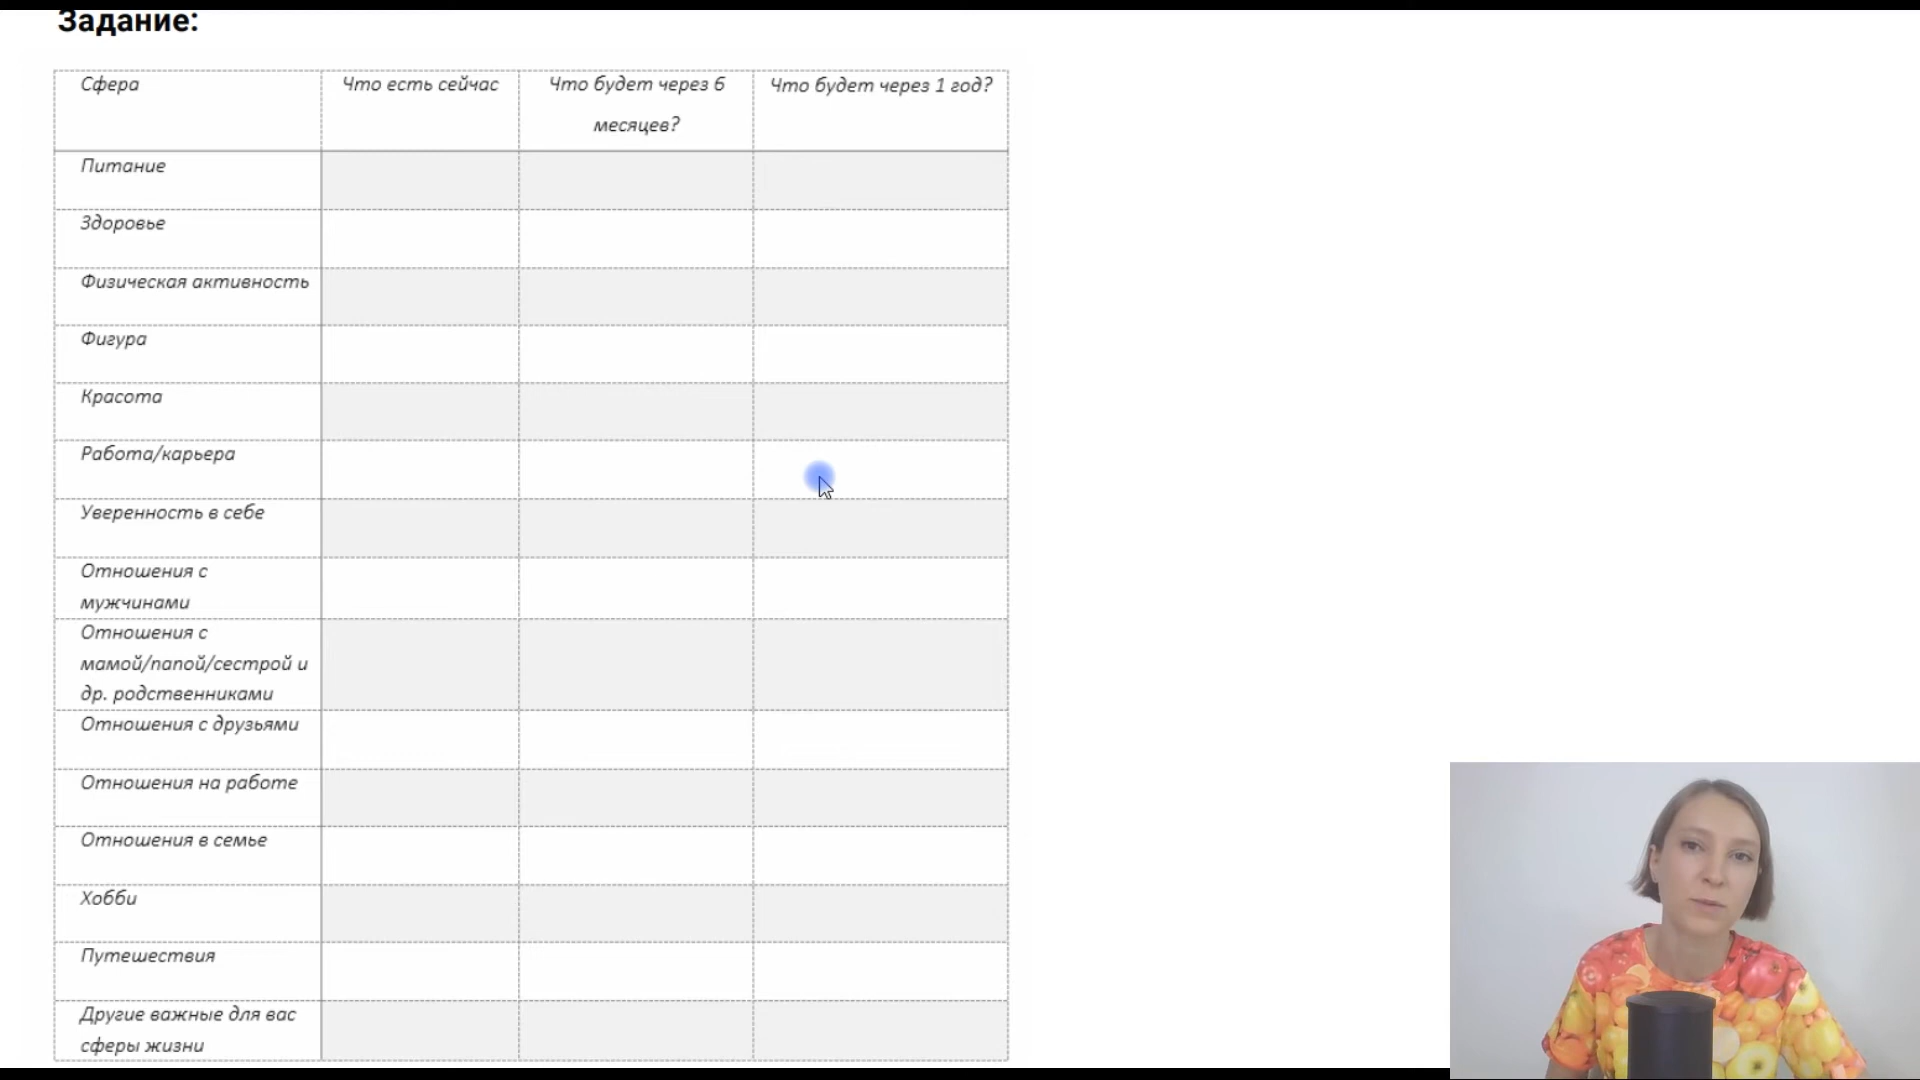 Задание:
Сфера
Что есть сейчас
Что будет через 6
месяцев?
Что будет через 1 год?
Питание
Здоровье
Физическая активность
Фигура
Красота
Работа/карьера
Уверенность в себе
Отношения с
мужчинами
Отношения с
мамой/папой/сестрой и
др. родственниками
Отношения с друзьями
Отношения на работе
Отношения в семье
Хобби
Путешествия
Другие важные для вас
сферы жизни